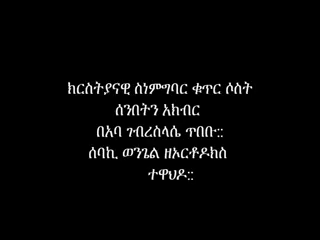 ክርስትያናዊ ስነምግባር ቁጥር ሶስት
ሰንበትን አክብር
በአባ ገብረስላሴ ጥበቡ::
ሰባኪ ወንጌል ዘኦርቶዶክስ
ተዋህዶ::